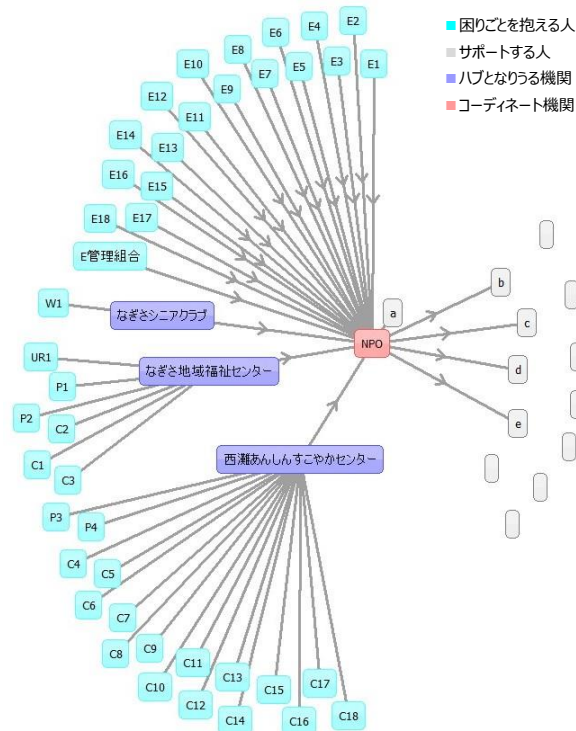 困りごとを抱える人
サポートする人
ハブとなりうる機関
コーディネート機関
E2
E4
E6
E1
E8
E3
E10
E5
E7
E9
E12
E11
E14
E13
E16
E15
E18
E17
E管理組合
W1
なぎさシニアクラブ
a
b
c
NPO
d
e
UR1
なぎさ地域福祉センター
P1
P2
C2
C1
C3
西灘あんしんすこやかセンター
P3
P4
C4
C5
C6
C7
C8
C9
C10
C11
C12
C13
C14
C15
C16
C17
C18